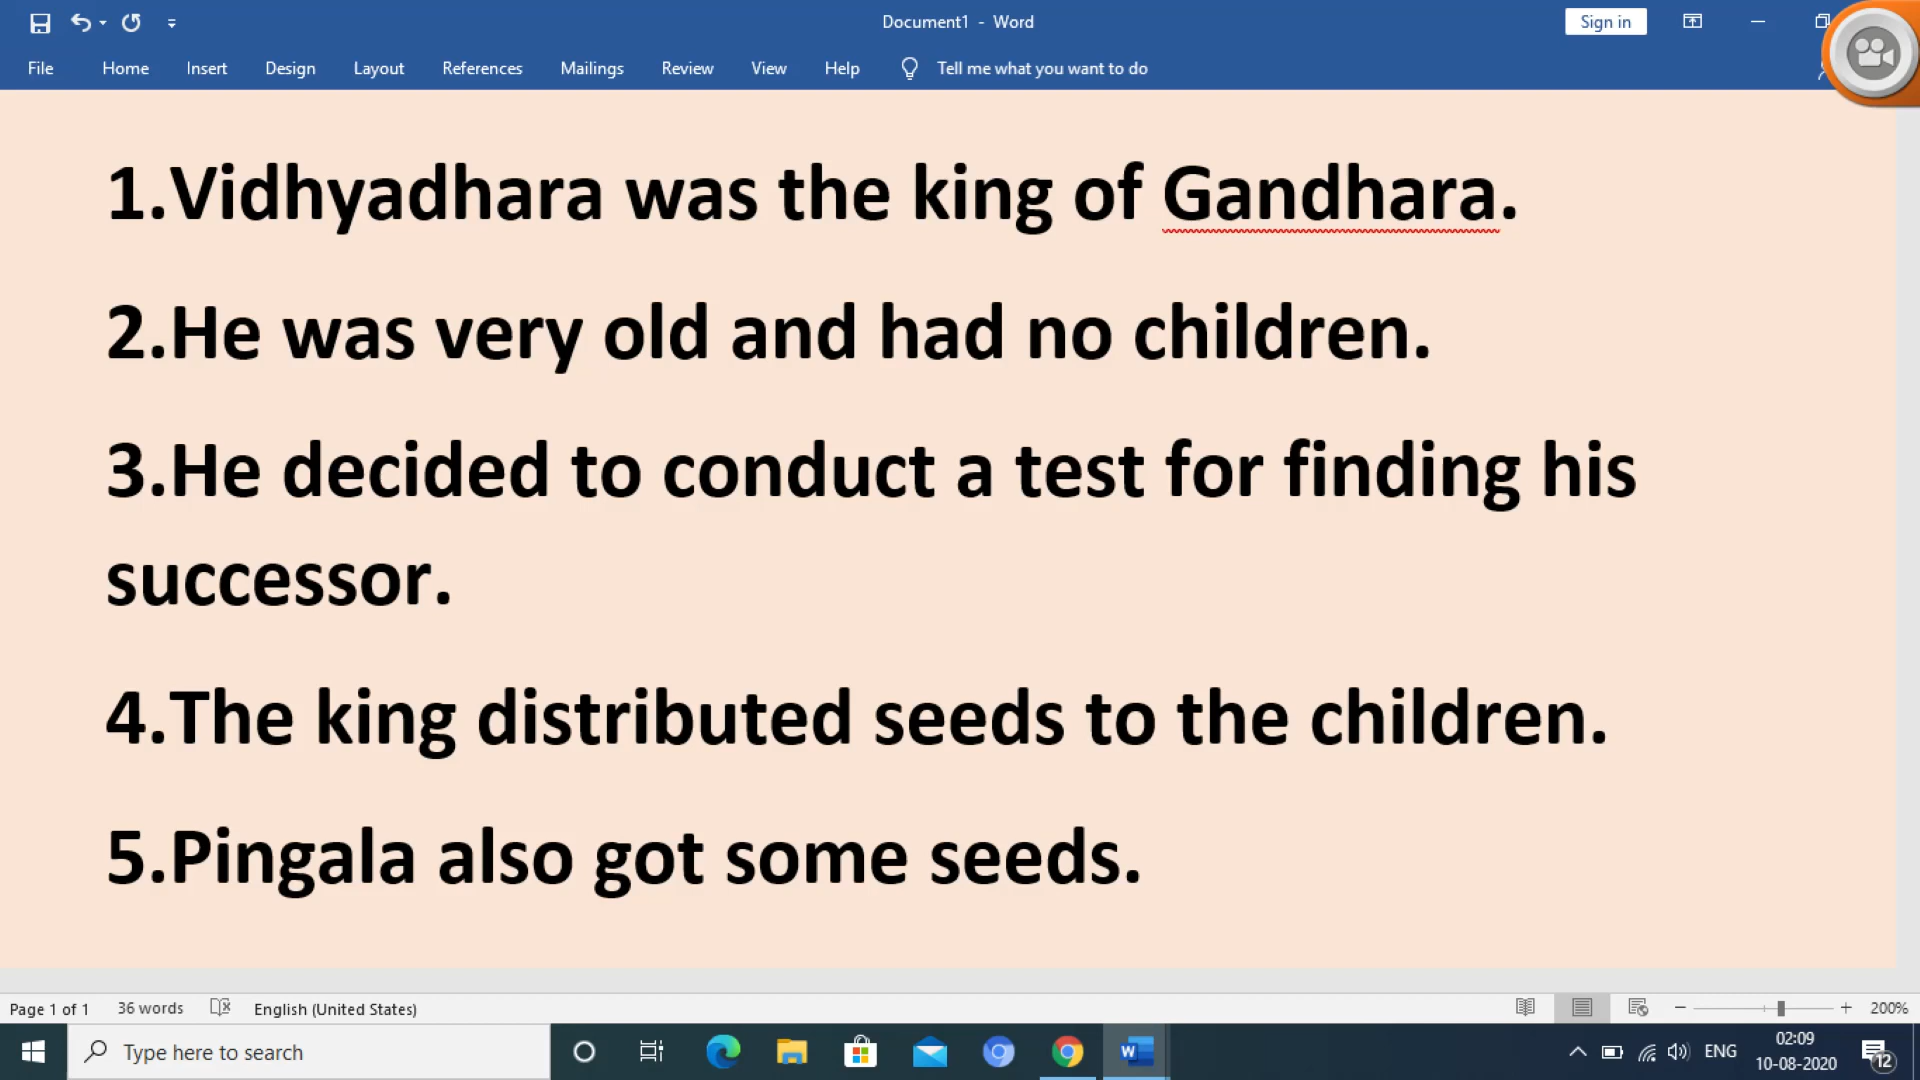 Document1 - Word
Sign in
File Home Insert Design Layout References Mailings Review View Help Tell me what you want to do
1.Vidhyadhara was the king of Gandhara.
2.He was very old and had no children.
3.He decided to conduct a test for finding his
successor.
4.The king distributed seeds to the children.
5.Pingala also got some seeds.
Page 1 of 1 36 words English (United States) 200%
Type here to search
ENG
02:09
10-08-2020
12